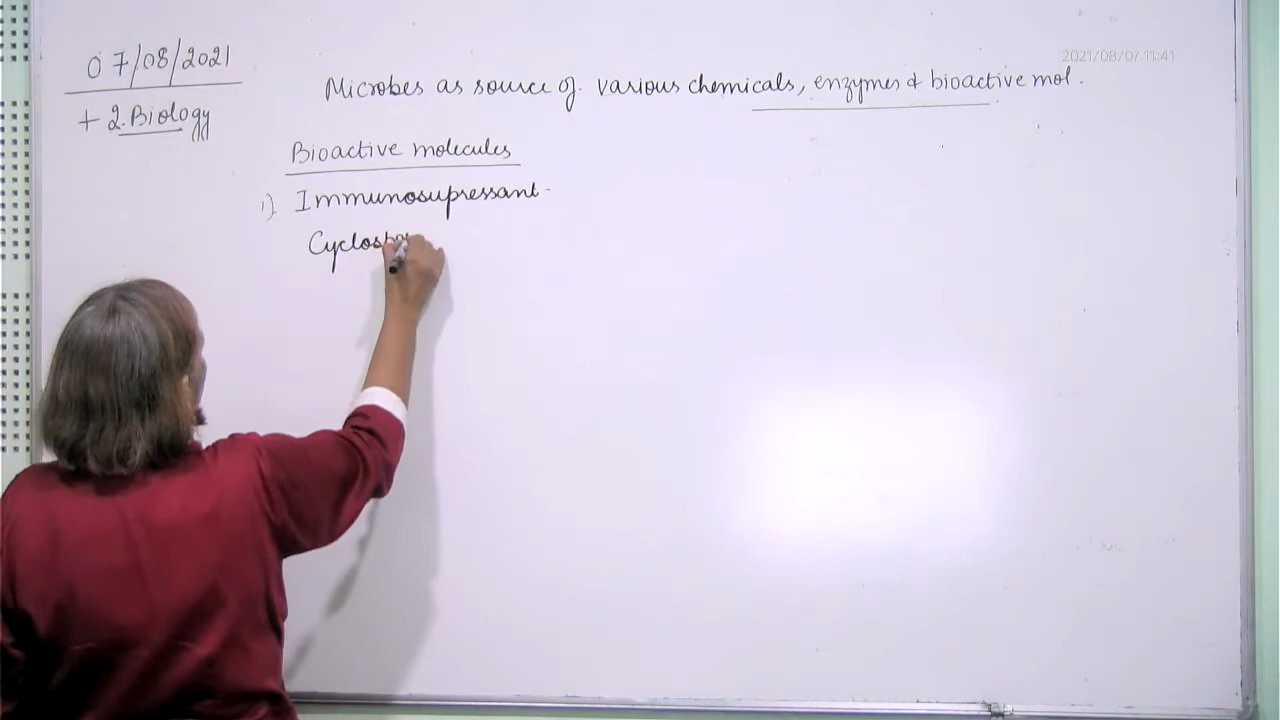 07/08/2021
+ 2.Biology
2021/08/07 11:41
Microbes as source of various chemicals, enzymes & bioactive mol.
Bioactive molecules
1) Immunosupressant -
Cyclospo